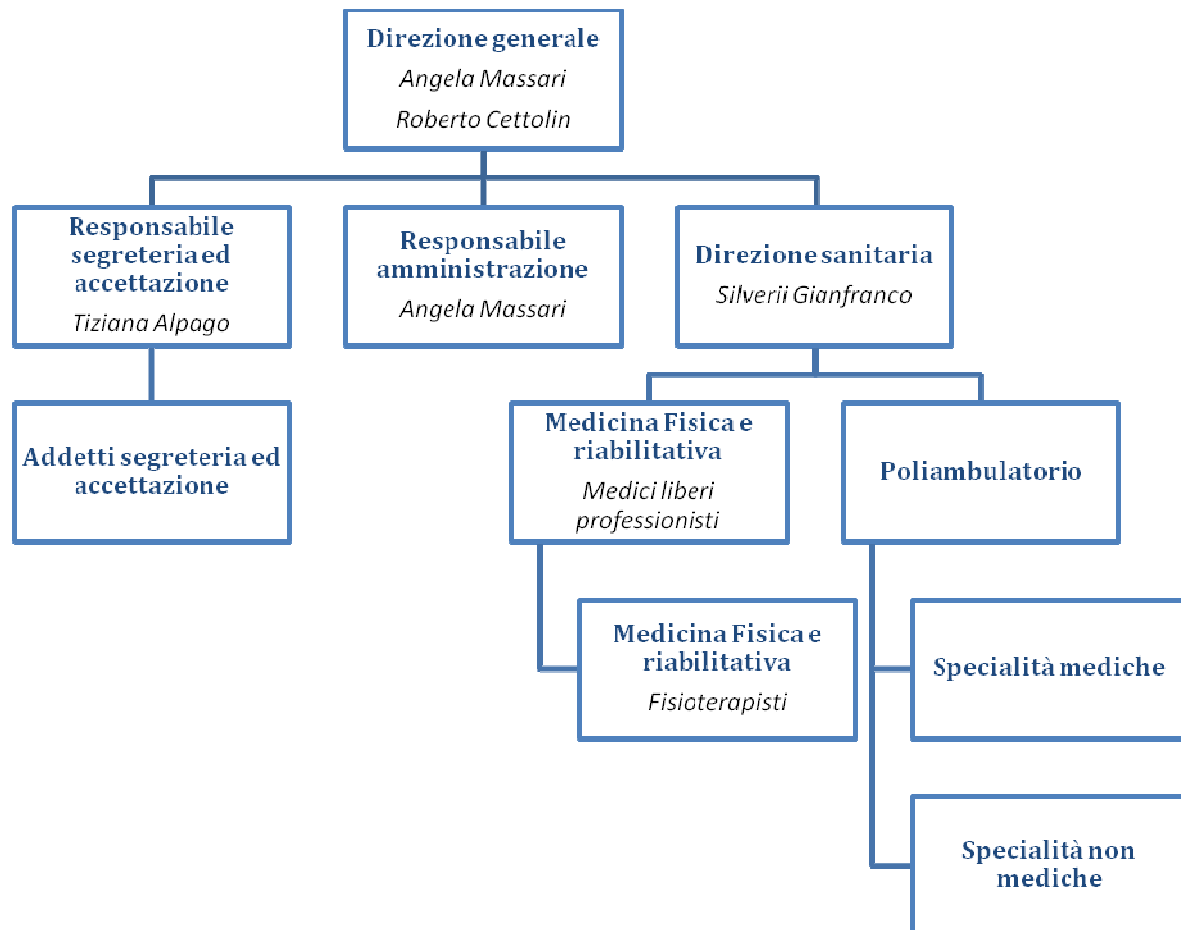 Direzione generale
Angela Massari
Roberto Cettolin
Responsabile
segreteria ed
accettazione
Tiziana Alpago
Responsabile
amministrazione
Angela Massari
Direzione sanitaria
Silverii Gianfranco
Addetti segreteria ed
accettazione
Medicina Fisica e
riabilitativa
Medici liberi
professionisti
Poliambulatorio
Medicina Fisica e
riabilitativa
Fisioterapisti
Specialità mediche
Specialità non
mediche